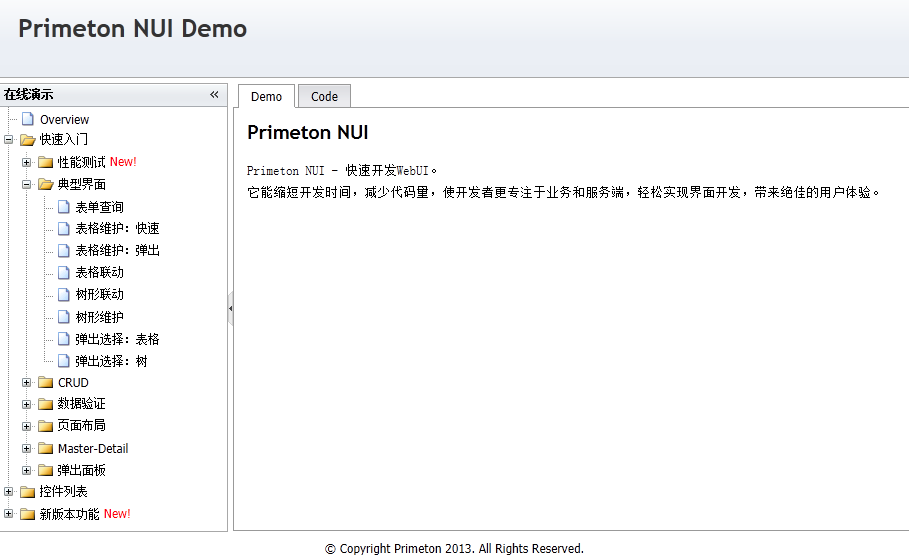 Primeton NUI Demo
在线演示
Overview
快速入门
性能测试 New!
典型界面
表单查询
表格维护：快速
表格维护：弹出
表格联动
树形联动
树形维护
弹出选择：表格
弹出选择：树
CRUD
数据验证
页面布局
Master-Detail
弹出面板
控件列表
新版本功能 New!
Demo Code
Primeton NUI
Primeton NUI - 快速开发WebUI。
它能缩短开发时间，减少代码量，使开发者更专注于业务和服务端，轻松实现界面开发，带来绝佳的用户体验。
© Copyright Primeton 2013. All Rights Reserved.